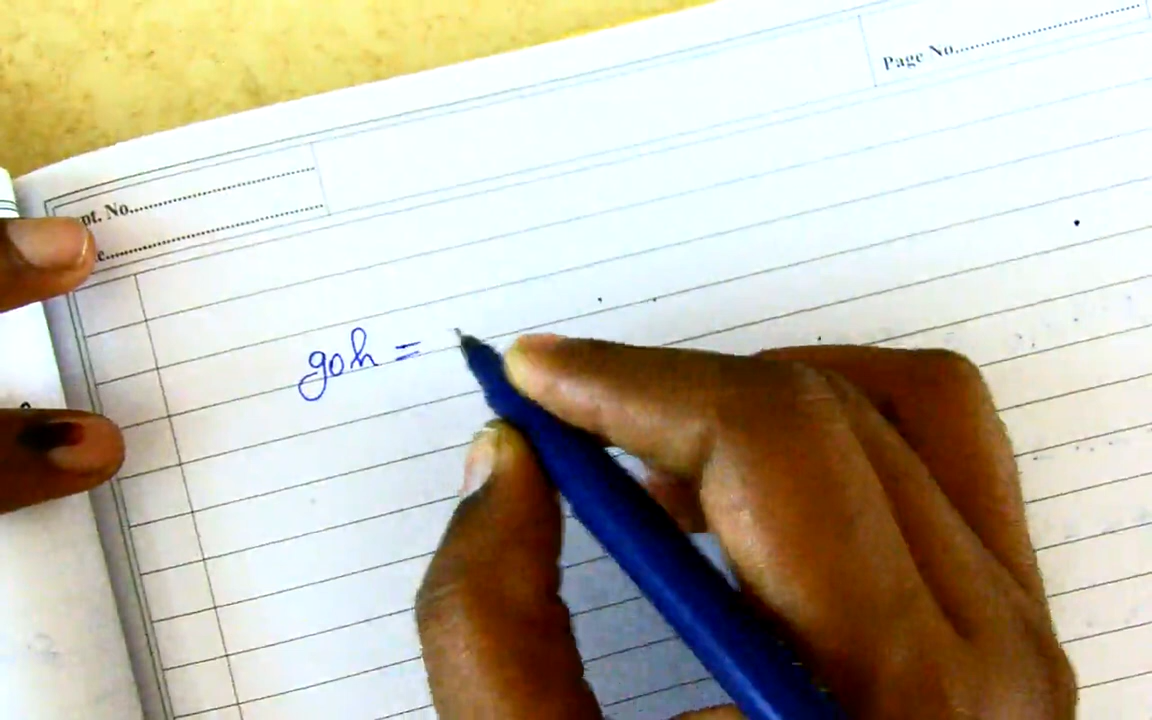 Page No.
pt. No.
e.
goh =